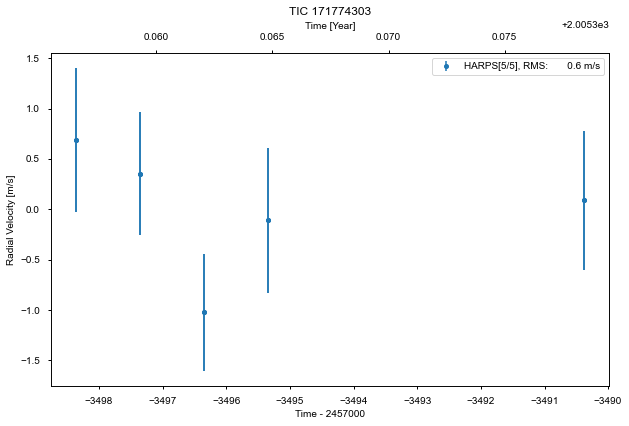 TIC 171774303
Time [Year]
0.060 0.065 0.070 0.075 +2.0053e3
HARPS[5/5], RMS: 0.6 m/s
Radial Velocity [m/s]
1.5
1.0
0.5
0.0
−0.5
−1.0
−1.5
−3498 −3497 −3496 −3495 −3494 −3493 −3492 −3491 −3490
Time - 2457000